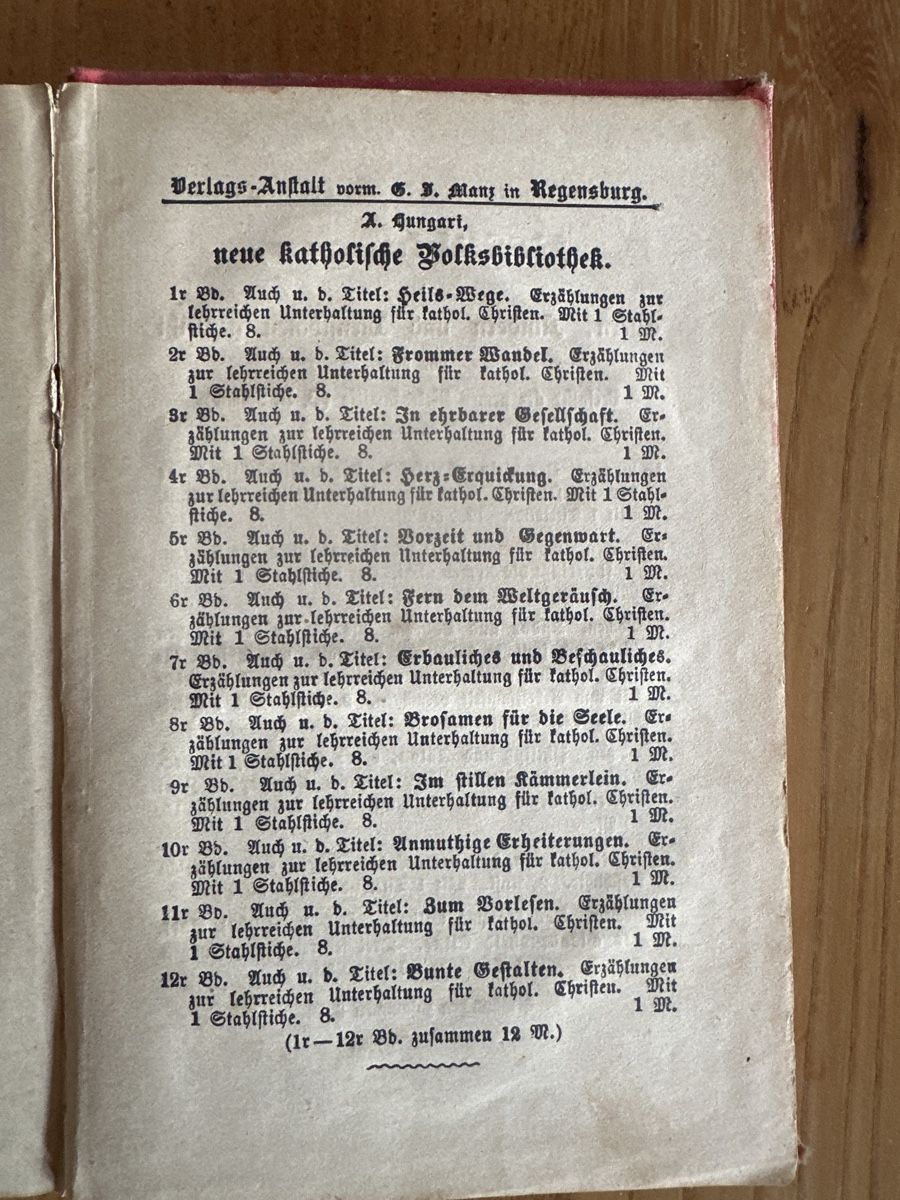 Verlags-Anstalt vorm. G. J. Manz in Regensburg.
A. Hungari,
neue katholische Volksbibliothek.
1r Bd. Auch u. d. Titel: Heils-Wege. Erzählungen zur
lehrreichen Unterhaltung für kathol. Christen. Mit 1 Stahl-
stiche. 8. 1 M.
2r Bd. Auch u. d. Titel: Frommer Wandel. Erzählungen
zur lehrreichen Unterhaltung für kathol. Christen. Mit
1 Stahlstiche. 8. 1 M.
3r Bd. Auch u. d. Titel: In ehrbarer Gesellschaft. Er-
zählungen zur lehrreichen Unterhaltung für kathol. Christen.
Mit 1 Stahlstiche. 8. 1 M.
4r Bd. Auch u. d. Titel: Herz-Erquickung. Erzählungen
zur lehrreichen Unterhaltung für kathol. Christen. Mit 1 Stahl-
stiche. 8. 1 M.
5r Bd. Auch u. d. Titel: Vorzeit und Gegenwart. Er-
zählungen zur lehrreichen Unterhaltung für kathol. Christen.
Mit 1 Stahlstiche. 8. 1 M.
6r Bd. Auch u. d. Titel: Fern dem Weltgeräusch. Er-
zählungen zur lehrreichen Unterhaltung für kathol. Christen.
Mit 1 Stahlstiche. 8. 1 M.
7r Bd. Auch u. d. Titel: Erbauliches und Beschauliches.
Erzählungen zur lehrreichen Unterhaltung für kathol. Christen.
Mit 1 Stahlstiche. 8. 1 M.
8r Bd. Auch u. d. Titel: Brosamen für die Seele. Er-
zählungen zur lehrreichen Unterhaltung für kathol. Christen.
Mit 1 Stahlstiche. 8. 1 M.
9r Bd. Auch u. d. Titel: Im stillen Kämmerlein. Er-
zählungen zur lehrreichen Unterhaltung für kathol. Christen.
Mit 1 Stahlstiche. 8. 1 M.
10r Bd. Auch u. d. Titel: Anmuthige Erheiterungen. Er-
zählungen zur lehrreichen Unterhaltung für kathol. Christen.
Mit 1 Stahlstiche. 8. 1 M.
11r Bd. Auch u. d. Titel: Zum Vorlesen. Erzählungen
zur lehrreichen Unterhaltung für kathol. Christen. Mit
1 Stahlstiche. 8. 1 M.
12r Bd. Auch u. d. Titel: Bunte Gestalten. Erzählungen
zur lehrreichen Unterhaltung für kathol. Christen. Mit
1 Stahlstiche. 8. 1 M.
(1r—12r Bd. zusammen 12 M.)